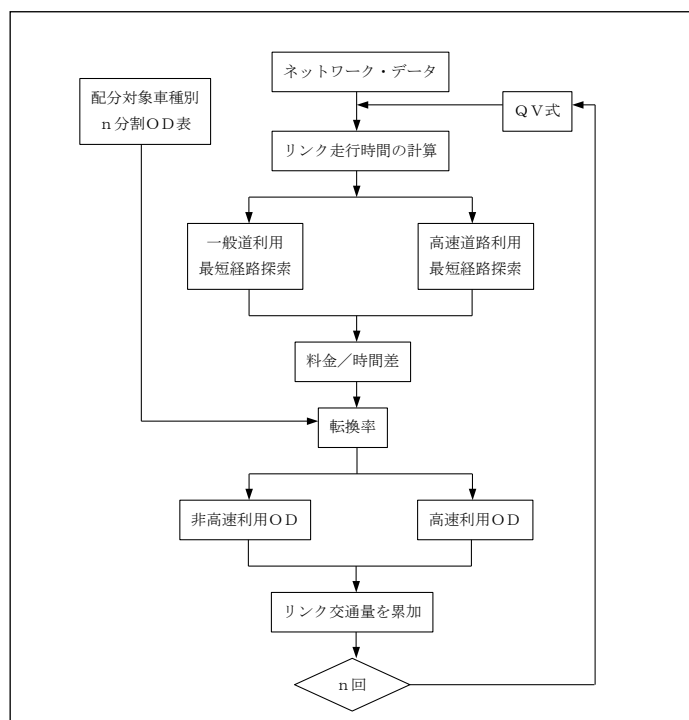 ネットワーク・データ
配分対象車種別
n分割OD表
QV式
リンク走行時間の計算
一般道利用
最短経路探索
高速道路利用
最短経路探索
料金／時間差
転換率
非高速利用OD
高速利用OD
リンク交通量を累加
n回